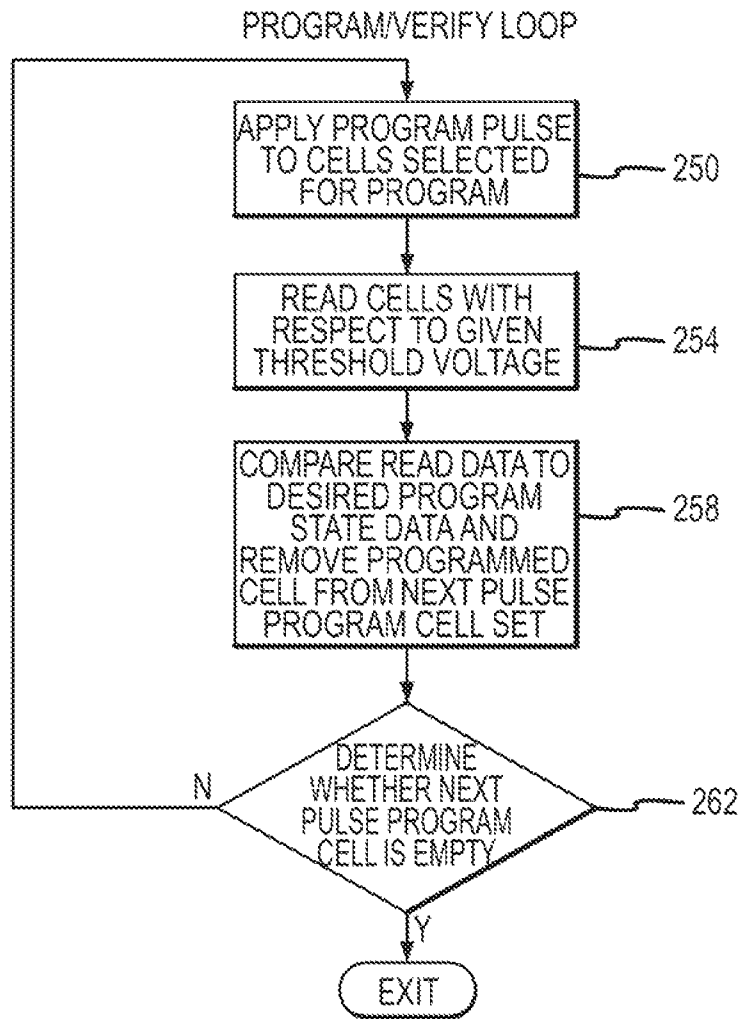 PROGRAM/VERIFY LOOP
APPLY PROGRAM PULSE
TO CELLS SELECTED
FOR PROGRAM
250
READ CELLS WITH
RESPECT TO GIVEN
THRESHOLD VOLTAGE
254
COMPARE READ DATA TO
DESIRED PROGRAM
STATE DATA AND
REMOVE PROGRAMMED
CELL FROM NEXT PULSE
PROGRAM CELL SET
258
DETERMINE
WHETHER NEXT
PULSE PROGRAM
CELL IS EMPTY
262
N
Y
EXIT